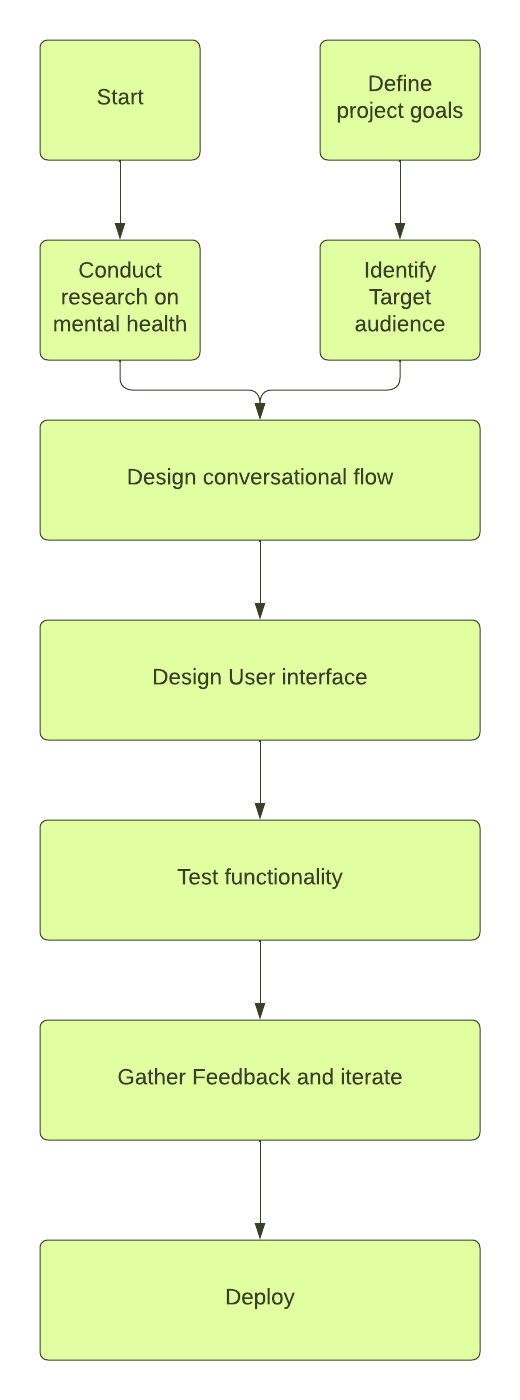 Start
Define
project goals
Conduct
research on
mental health
Identify
Target
audience
Design conversational flow
Design User interface
Test functionality
Gather Feedback and iterate
Deploy